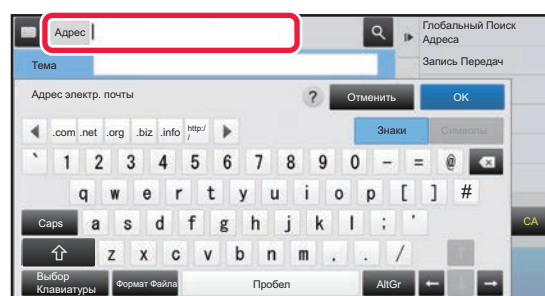 Адрес
Глобальный Поиск
Адреса
Тема
Запись Передач
Адрес электр. почты
?
Отменить
OK
.com .net .org .biz .info http:/
/
Знаки
Символы
` 1 2 3 4 5 6 7 8 9 0 - = @
q w e r t y u i o p [ ] #
Caps a s d f g h j k l ; '
CA
z x c v b n m , . /
Выбор
Клавиатуры
Формат Файла
Пробел
AltGr